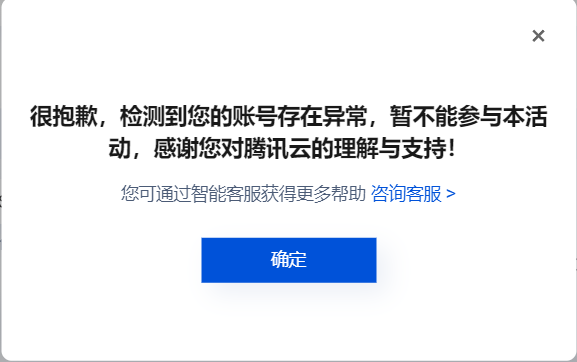 很抱歉，检测到您的账号存在异常，暂不能参与本活
动，感谢您对腾讯云的理解与支持！
您可通过智能客服获得更多帮助 咨询客服 >
确定